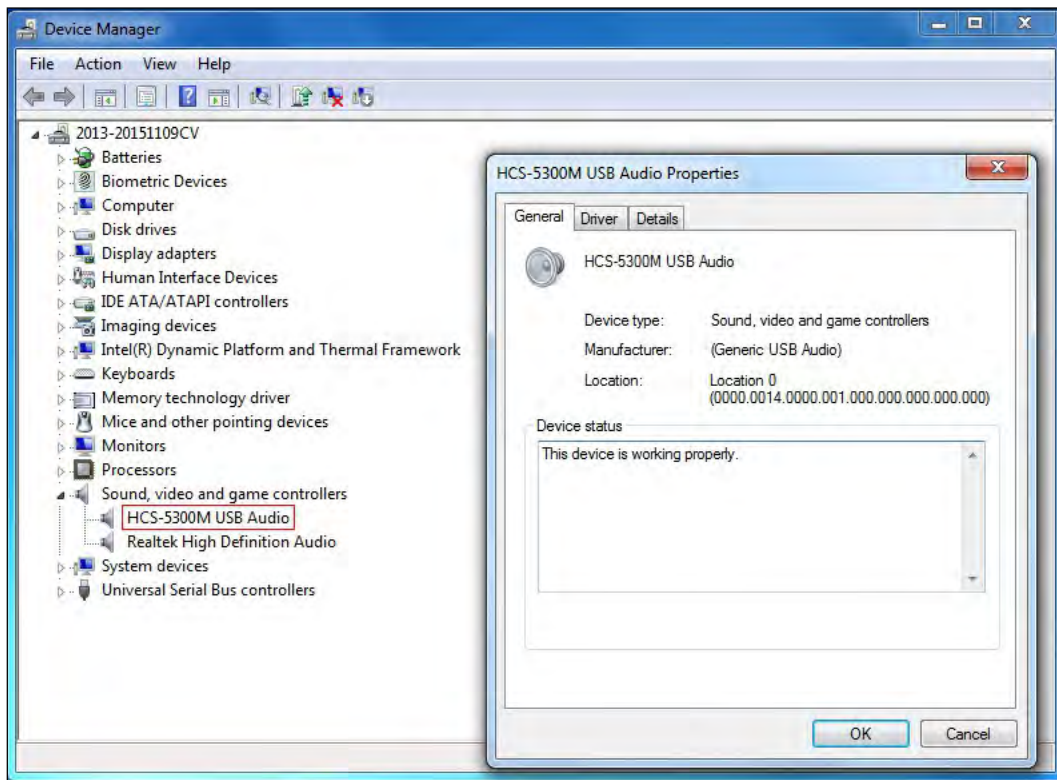 Device Manager
File Action View Help
2013-20151109CV
Batteries
Biometric Devices
Computer
Disk drives
Display adapters
Human Interface Devices
IDE ATA/ATAPI controllers
Imaging devices
Intel(R) Dynamic Platform and Thermal Framework
Keyboards
Memory technology driver
Mice and other pointing devices
Monitors
Processors
Sound, video and game controllers
HCS-5300M USB Audio
Realtek High Definition Audio
System devices
Universal Serial Bus controllers
HCS-5300M USB Audio Properties
General Driver Details
HCS-5300M USB Audio
Device type: Sound, video and game controllers
Manufacturer: (Generic USB Audio)
Location: Location 0
(0000.0014.0000.001.000.000.000.000.000)
Device status
This device is working properly.
OK Cancel